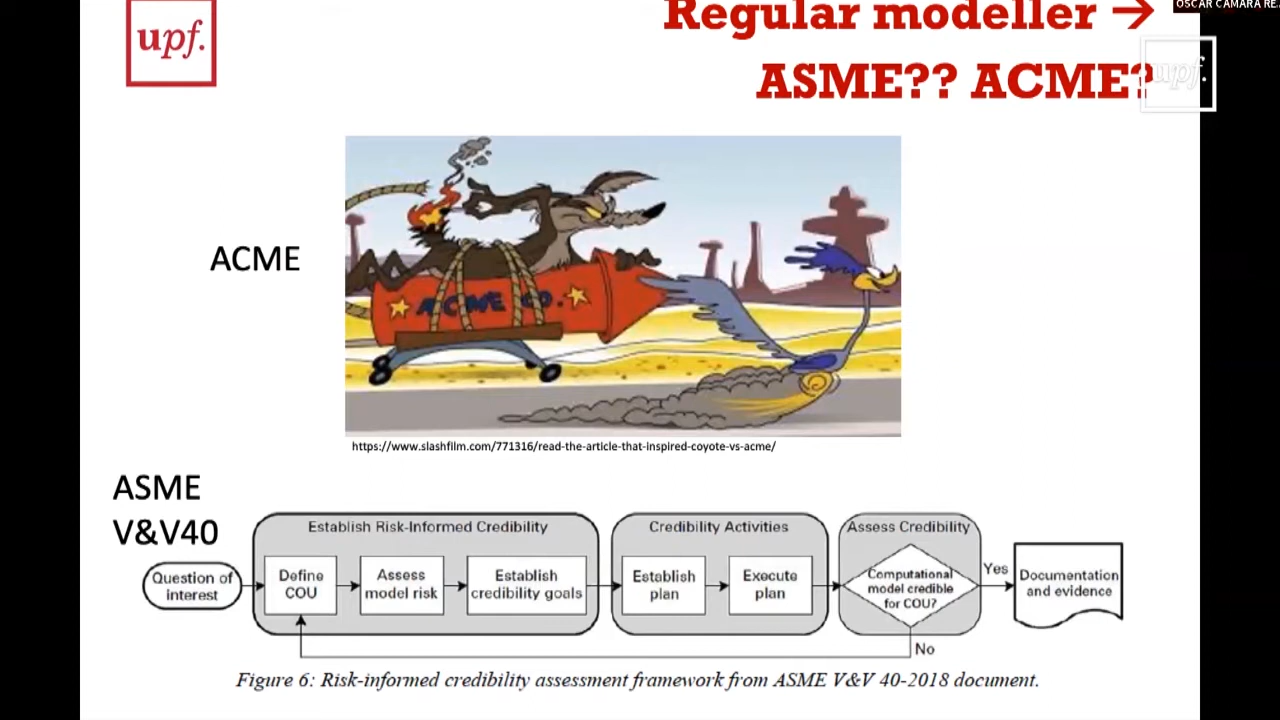 OSCAR CAMARA RE
upf.
Regular modeller →
ASME?? ACME?
upf.
ACME
ACME CO.
https://www.slashfilm.com/771316/read-the-article-that-inspired-coyote-vs-acme/
ASME
V&V40
Establish Risk-Informed Credibility
Credibility Activities
Assess Credibility
Question of
interest
Define
COU
Assess
model risk
Establish
credibility goals
Establish
plan
Execute
plan
Computational
model credible
for COU?
Yes
Documentation
and evidence
No
Figure 6: Risk-informed credibility assessment framework from ASME V&V 40-2018 document.